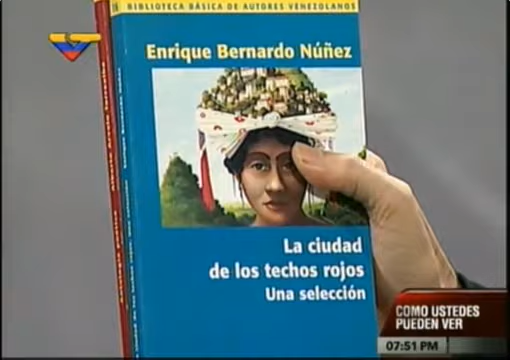 BIBLIOTECA BÁSICA DE AUTORES VENEZOLANOS
Enrique Bernardo Núñez
La ciudad
de los techos rojos
Una selección
COMO USTEDES
PUEDEN VER
07:51 PM